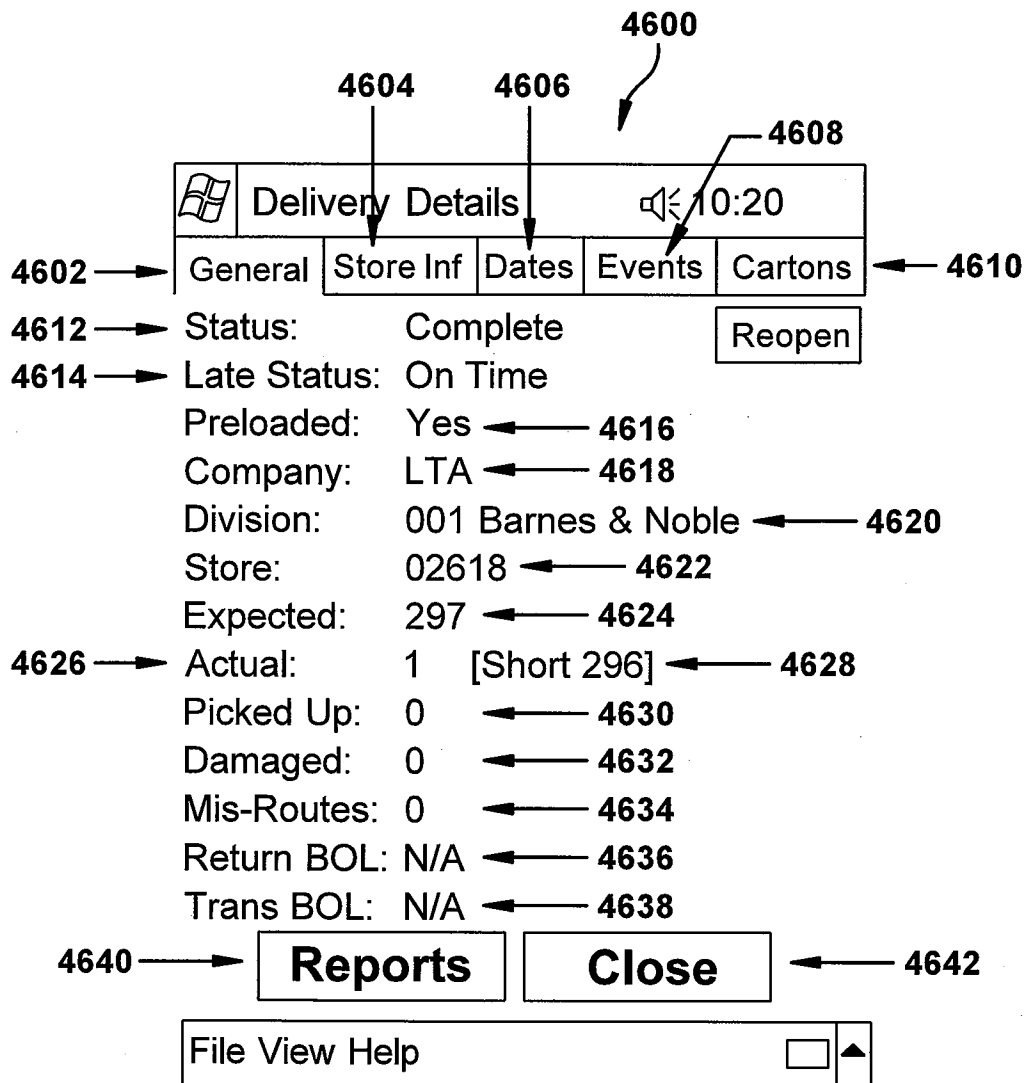 4600
4604 4606
4608
Delivery Details 10:20
4602 General Store Inf Dates Events Cartons 4610
4612 Status: Complete Reopen
4614 Late Status: On Time
Preloaded: Yes 4616
Company: LTA 4618
Division: 001 Barnes & Noble 4620
Store: 02618 4622
Expected: 297 4624
4626 Actual: 1 [Short 296] 4628
Picked Up: 0 4630
Damaged: 0 4632
Mis-Routes: 0 4634
Return BOL: N/A 4636
Trans BOL: N/A 4638
4640 Reports Close 4642
File View Help